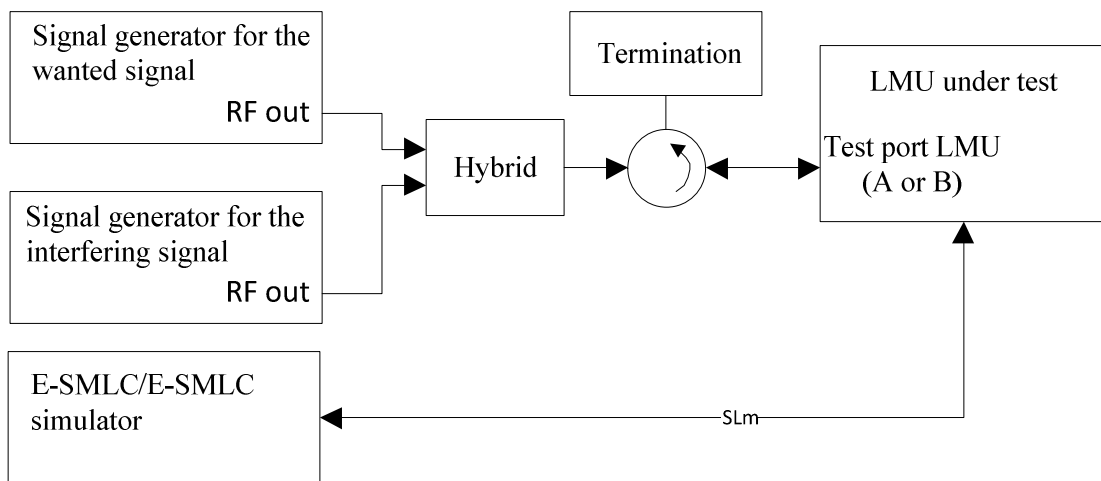 Signal generator for the
wanted signal
RF out
Signal generator for the
interfering signal
RF out
E-SMLC/E-SMLC
simulator
Hybrid
Termination
LMU under test
Test port LMU
(A or B)
SLm